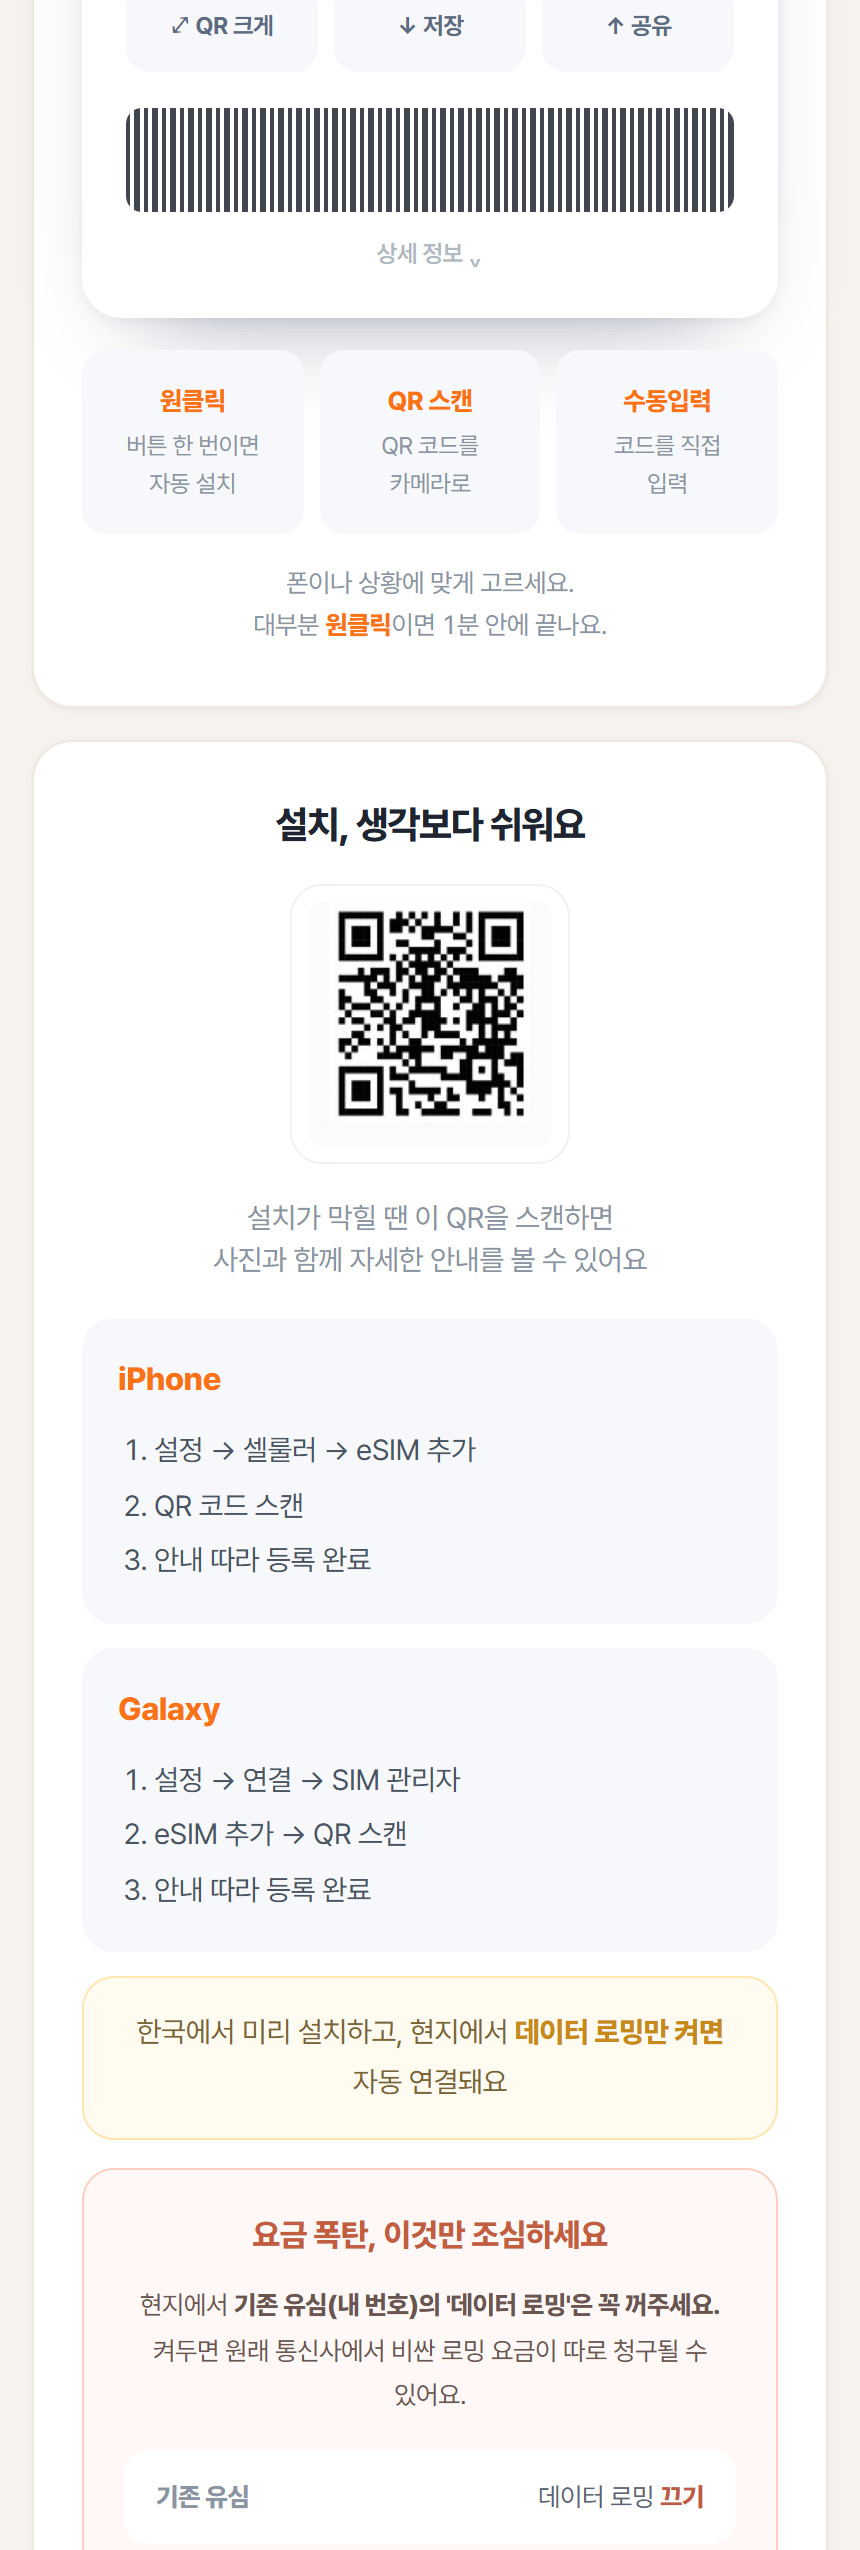 ⤢ QR 크게
↓ 저장
↑ 공유
상세 정보 ⌄
원클릭
버튼 한 번이면
자동 설치
QR 스캔
QR 코드를
카메라로
수동입력
코드를 직접
입력
폰이나 상황에 맞게 고르세요.
대부분 원클릭이면 1분 안에 끝나요.
설치, 생각보다 쉬워요
설치가 막힐 땐 이 QR을 스캔하면
사진과 함께 자세한 안내를 볼 수 있어요
iPhone
1. 설정 → 셀룰러 → eSIM 추가
2. QR 코드 스캔
3. 안내 따라 등록 완료
Galaxy
1. 설정 → 연결 → SIM 관리자
2. eSIM 추가 → QR 스캔
3. 안내 따라 등록 완료
한국에서 미리 설치하고, 현지에서 데이터 로밍만 켜면
자동 연결돼요
요금 폭탄, 이것만 조심하세요
현지에서 기존 유심(내 번호)의 '데이터 로밍'은 꼭 꺼주세요.
켜두면 원래 통신사에서 비싼 로밍 요금이 따로 청구될 수
있어요.
기존 유심
데이터 로밍 끄기